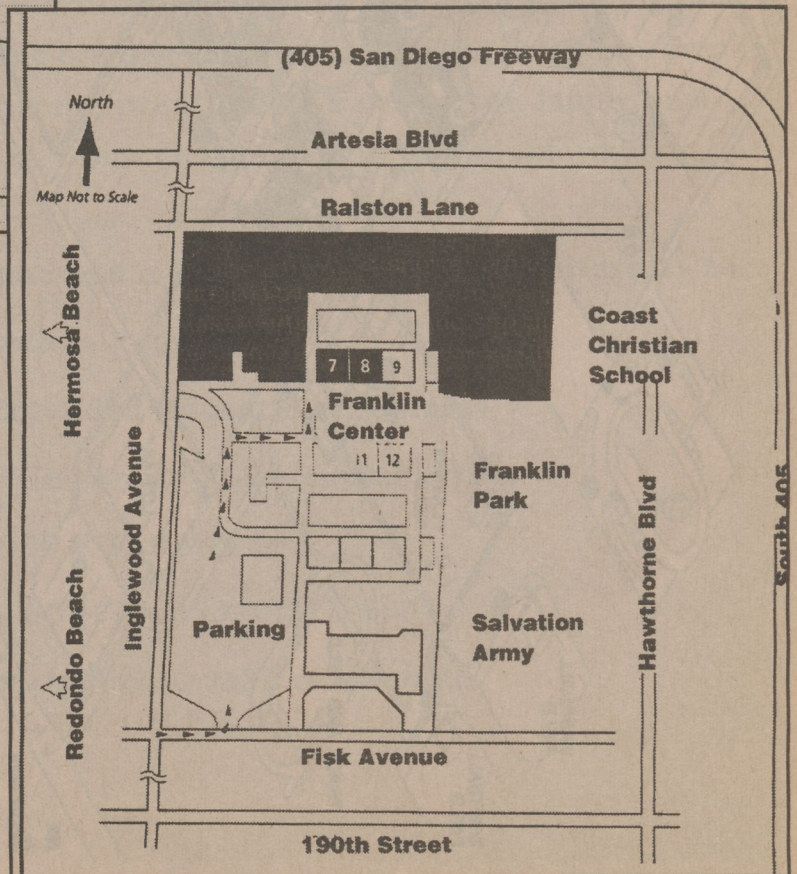 (405) San Diego Freeway
North
Map Not to Scale
Artesia Blvd
Ralston Lane
Hermosa Beach
Coast
Christian
School
7 8 9
Franklin
Center
11 12
Franklin
Park
Inglewood Avenue
Hawthorne Blvd
South 405
Redondo Beach
Parking
Salvation
Army
Fisk Avenue
190th Street